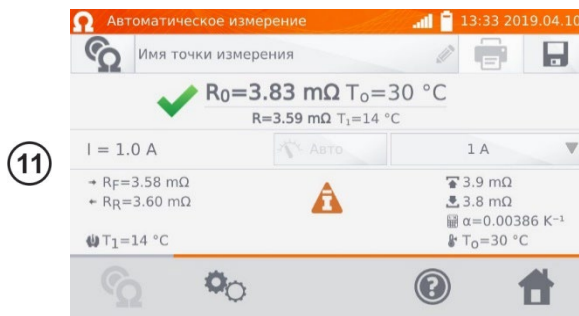 Автоматическое измерение 13:33 2019.04.10
Имя точки измерения
R₀=3.83 mΩ T₀=30 °C
R=3.59 mΩ T₁=14 °C
11
I = 1.0 A Авто 1 A
R_F=3.58 mΩ 3.9 mΩ
R_R=3.60 mΩ 3.8 mΩ
α=0.00386 K⁻¹
T₁=14 °C T₀=30 °C